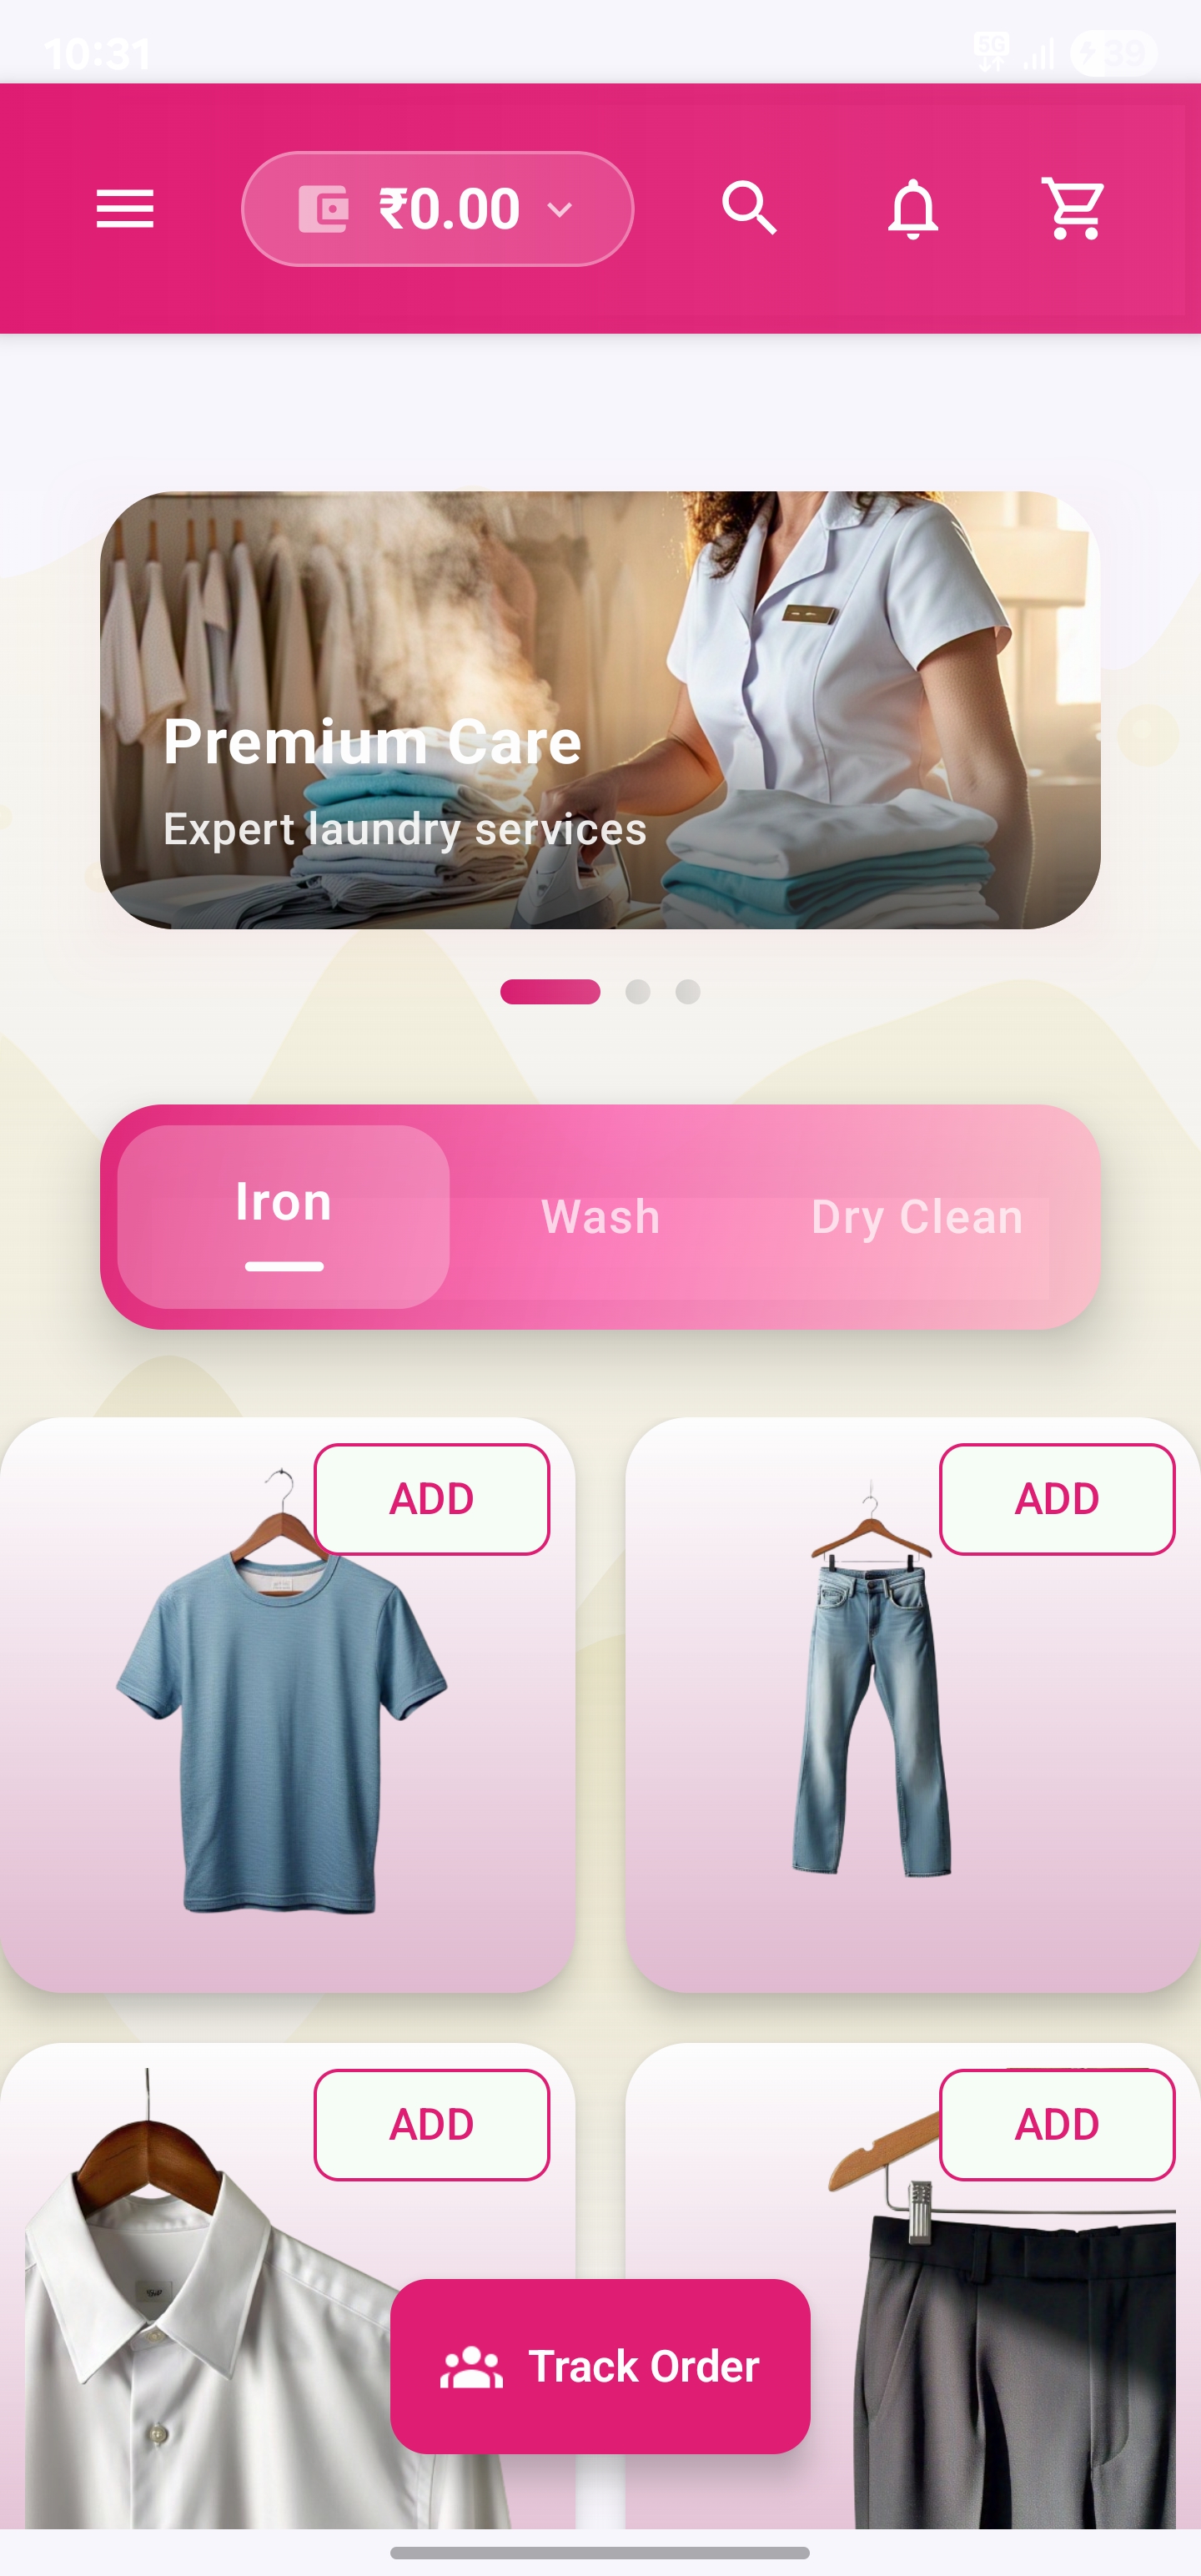 10:31
5G
39
₹0.00
Premium Care
Expert laundry services
Iron
Wash
Dry Clean
ADD
ADD
ADD
ADD
Track Order